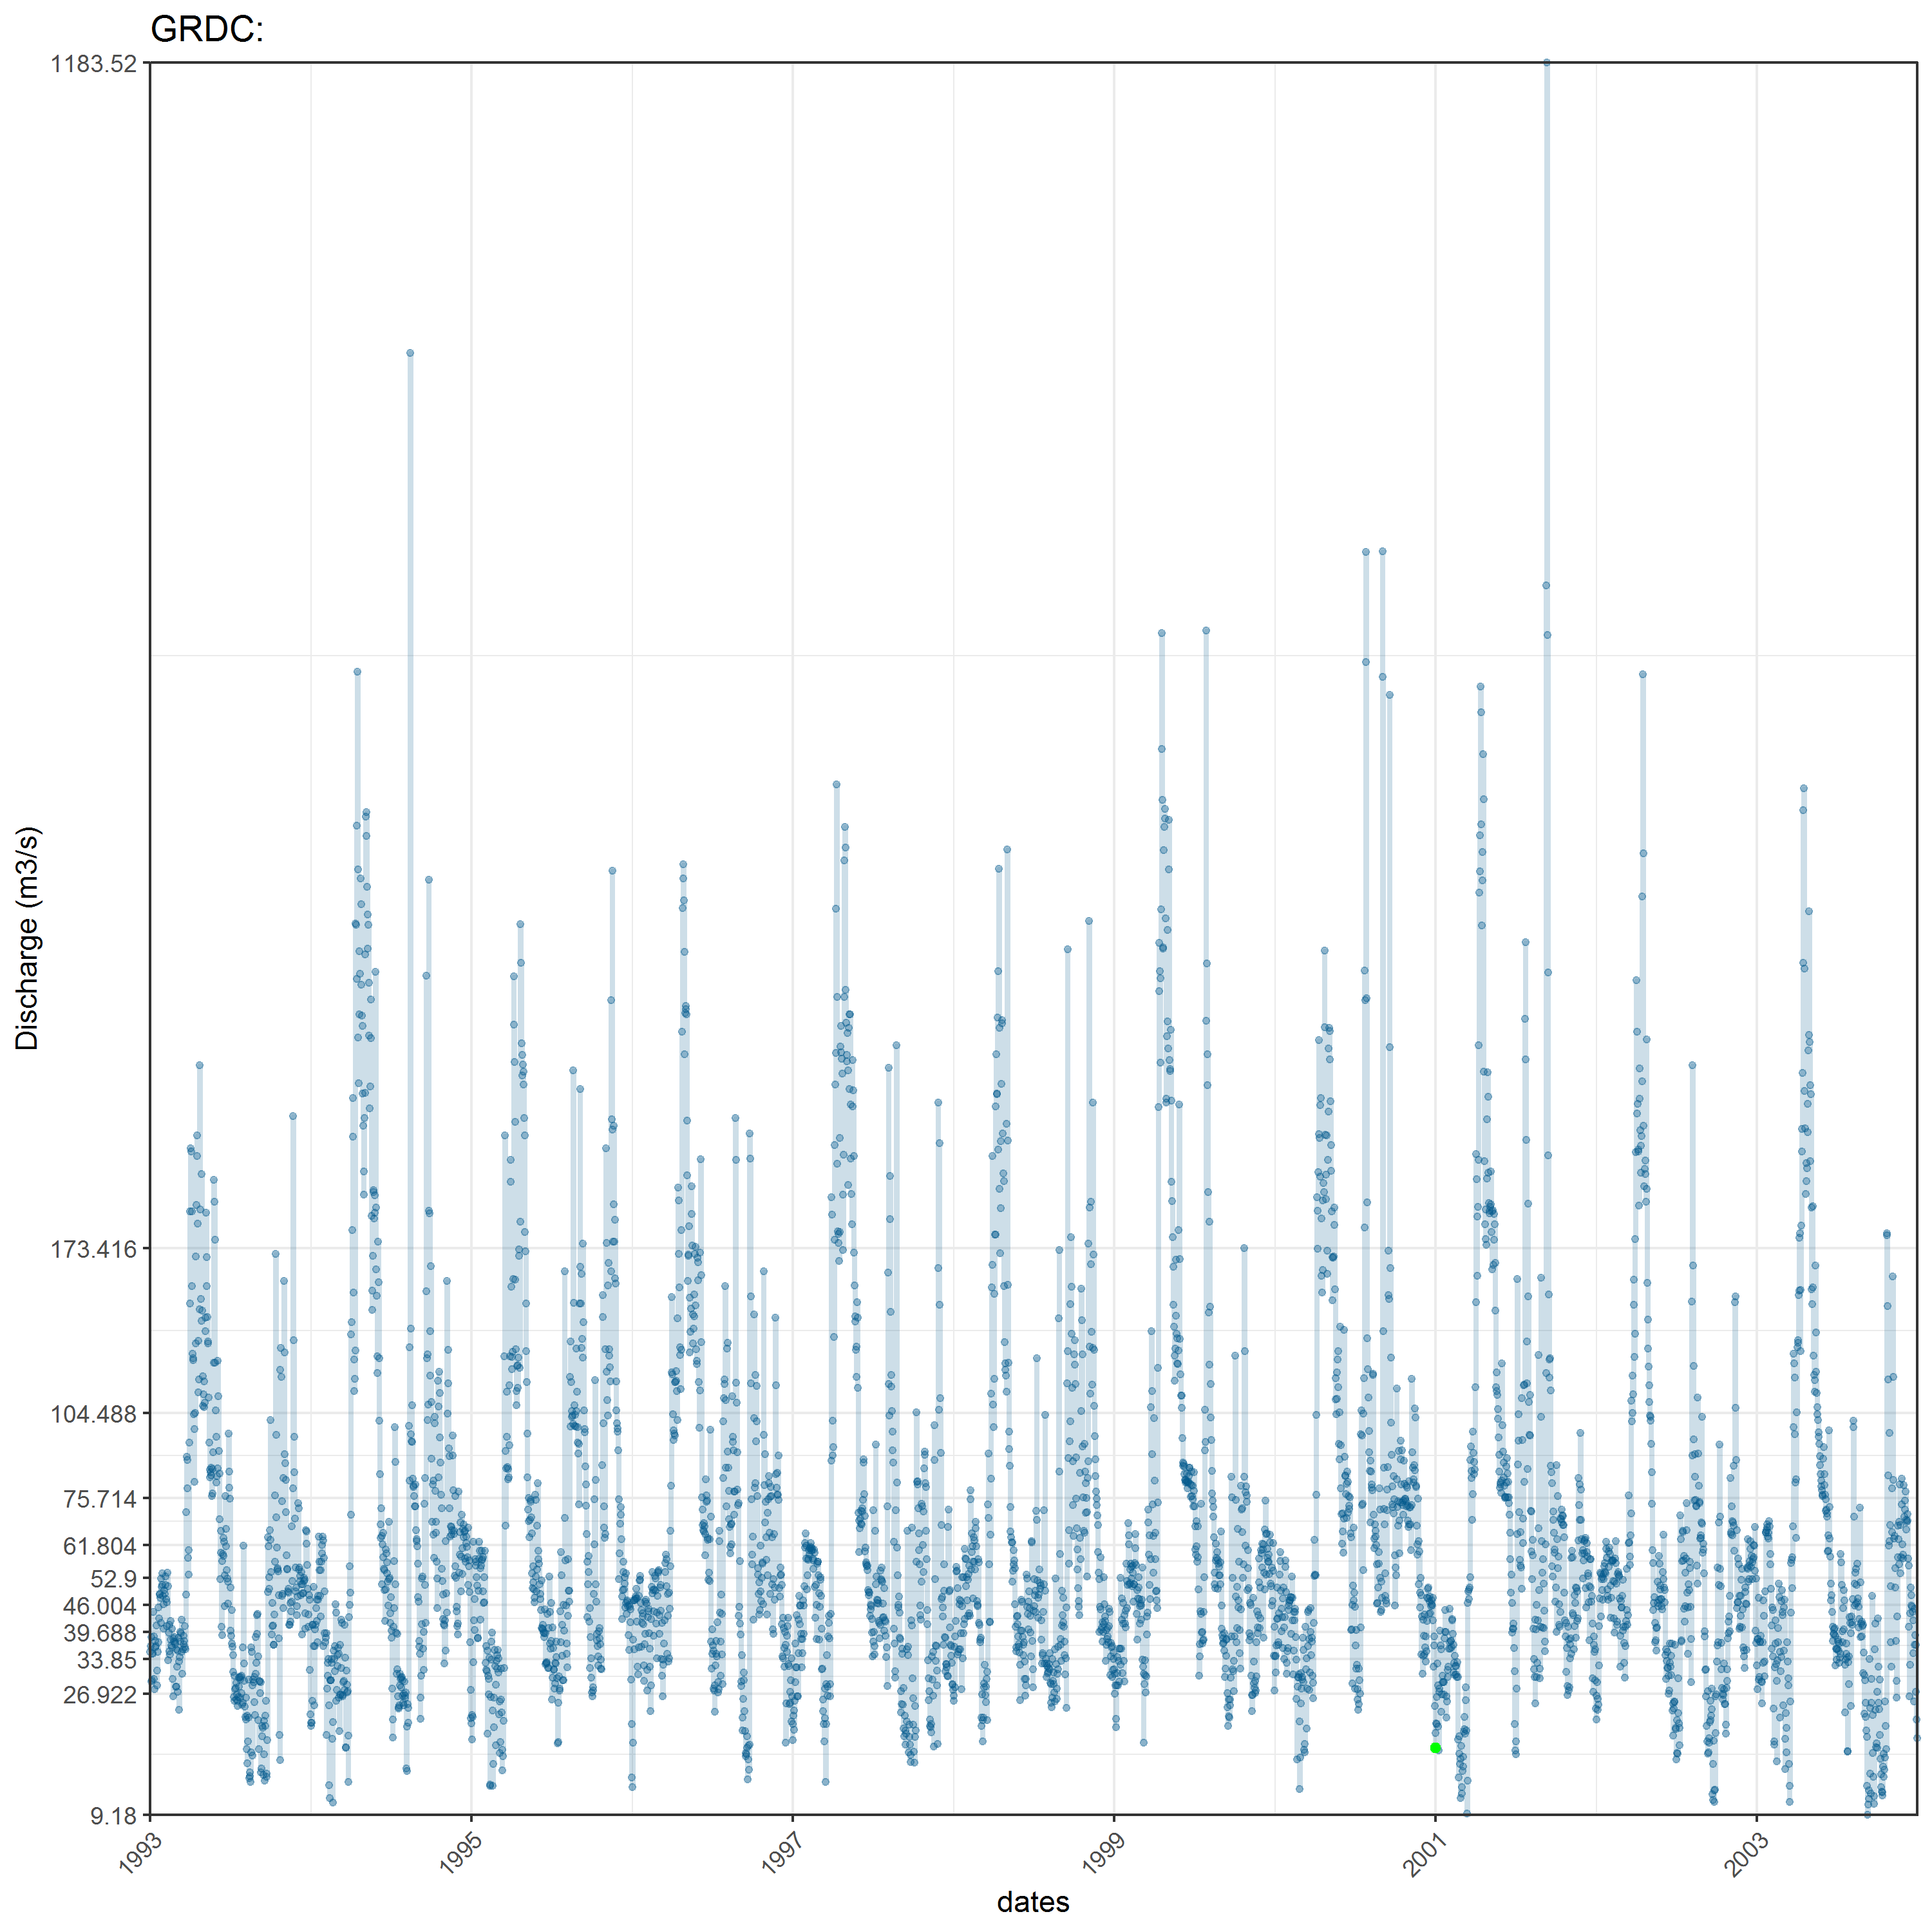 GRDC:
1183.52
173.416
104.488
75.714
61.804
52.9
46.004
39.688
33.85
26.922
9.18
Discharge (m3/s)
1993 1995 1997 1999 2001 2003
dates